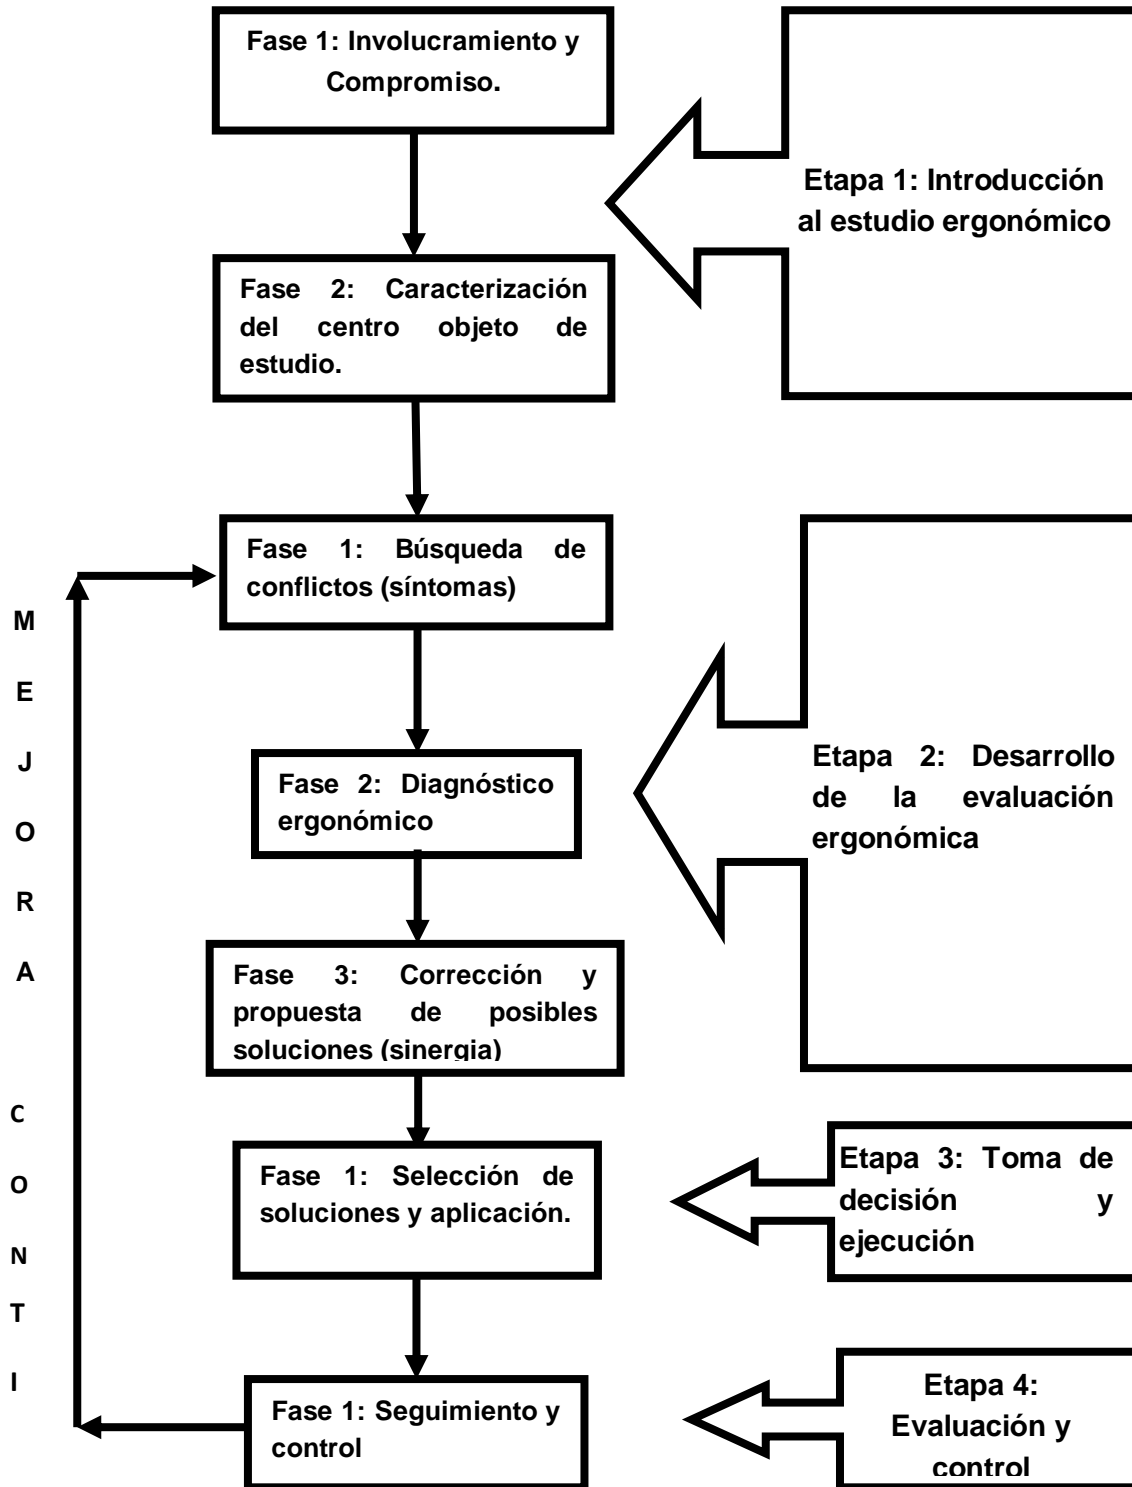 Fase 1: Involucramiento y
Compromiso.
Etapa 1: Introducción
al estudio ergonómico
Fase 2: Caracterización
del centro objeto de
estudio.
Fase 1: Búsqueda de
conflictos (síntomas)
Fase 2: Diagnóstico
ergonómico
Etapa 2: Desarrollo
de la evaluación
ergonómica
Fase 3: Corrección y
propuesta de posibles
soluciones (sinergia)
Fase 1: Selección de
soluciones y aplicación.
Etapa 3: Toma de
decisión y
ejecución
Fase 1: Seguimiento y
control
Etapa 4:
Evaluación y
control
M
E
J
O
R
A
C
O
N
T
I